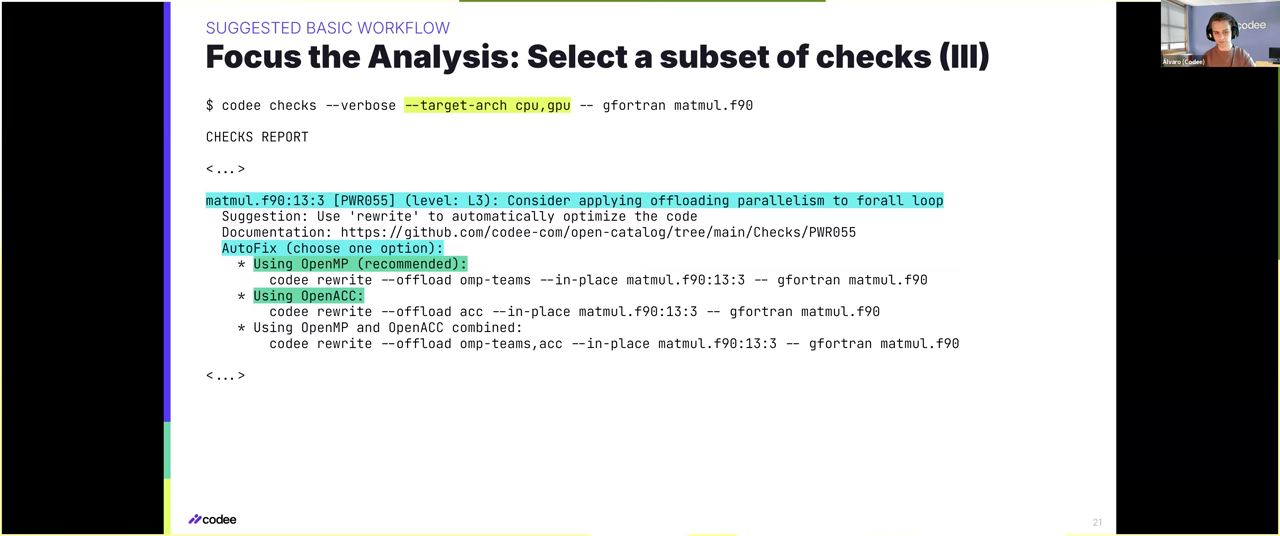 SUGGESTED BASIC WORKFLOW
Focus the Analysis: Select a subset of checks (III)
$ codee checks --verbose --target-arch cpu,gpu -- gfortran matmul.f90
CHECKS REPORT
<...>
matmul.f90:13:3 [PWR055] (level: L3): Consider applying offloading parallelism to forall loop
Suggestion: Use 'rewrite' to automatically optimize the code
Documentation: https://github.com/codee-com/open-catalog/tree/main/Checks/PWR055
AutoFix (choose one option):
* Using OpenMP (recommended):
codee rewrite --offload omp-teams --in-place matmul.f90:13:3 -- gfortran matmul.f90
* Using OpenACC:
codee rewrite --offload acc --in-place matmul.f90:13:3 -- gfortran matmul.f90
* Using OpenMP and OpenACC combined:
codee rewrite --offload omp-teams,acc --in-place matmul.f90:13:3 -- gfortran matmul.f90
<...>
codee
21
codee
Álvaro (Codee)